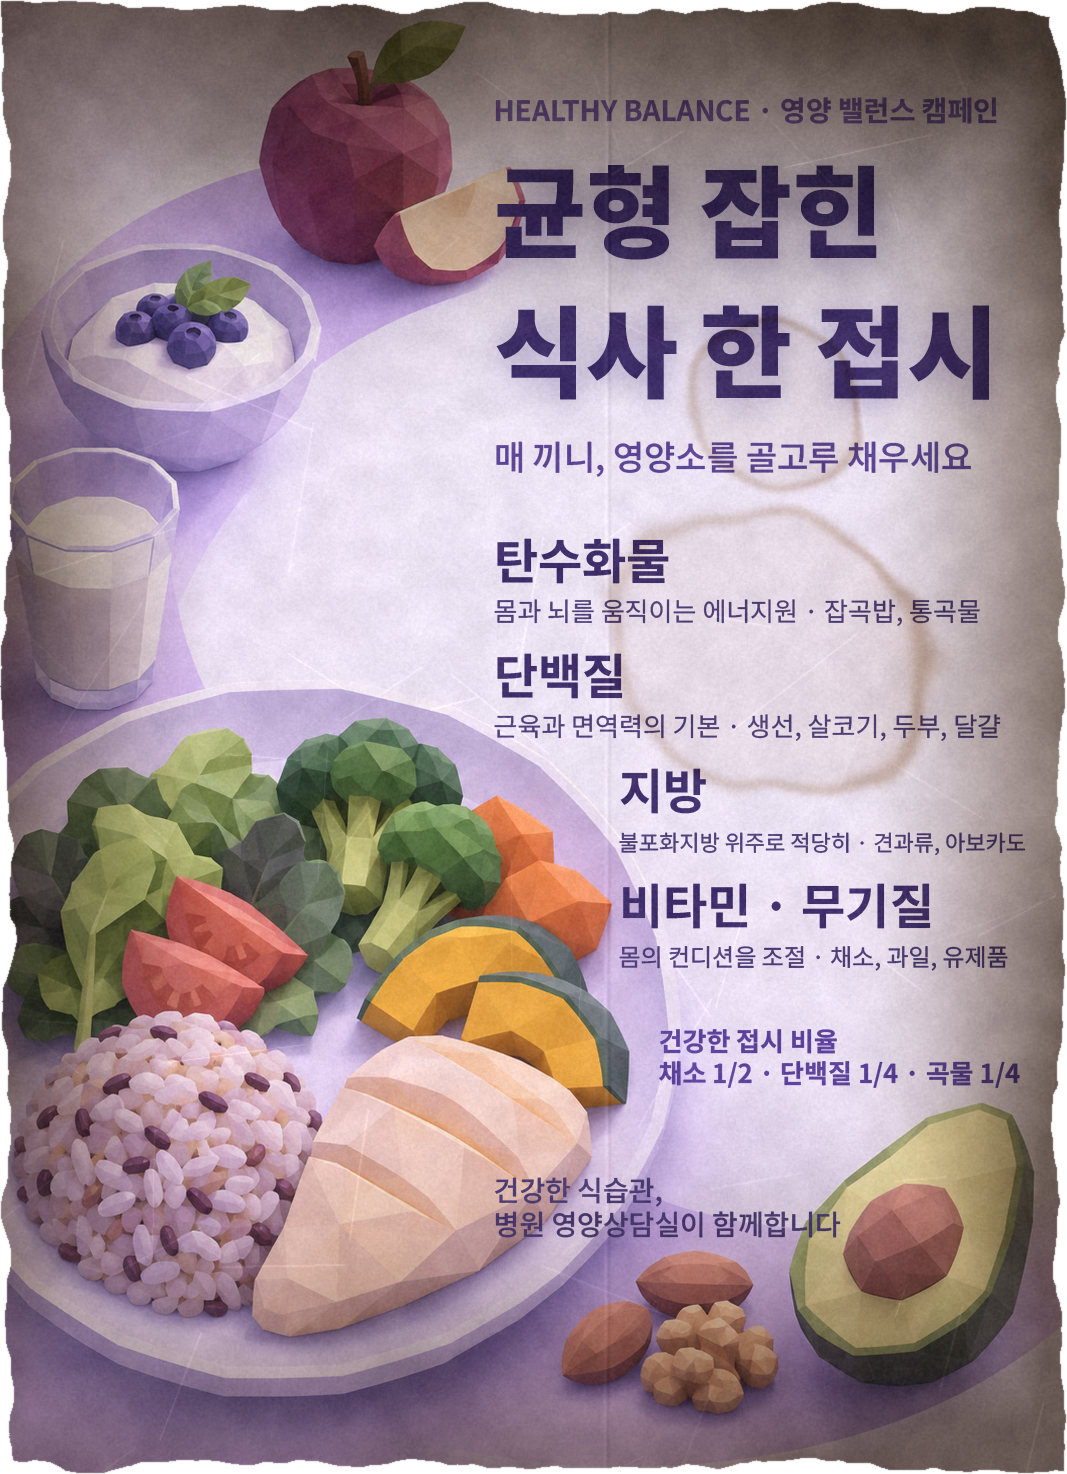 HEALTHY BALANCE · 영양 밸런스 캠페인
균형 잡힌
식사 한 접시
매 끼니, 영양소를 골고루 채우세요
탄수화물
몸과 뇌를 움직이는 에너지원 · 잡곡밥, 통곡물
단백질
근육과 면역력의 기본 · 생선, 살코기, 두부, 달걀
지방
불포화지방 위주로 적당히 · 견과류, 아보카도
비타민 · 무기질
몸의 컨디션을 조절 · 채소, 과일, 유제품
건강한 접시 비율
채소 1/2 · 단백질 1/4 · 곡물 1/4
건강한 식습관,
병원 영양상담실이 함께합니다